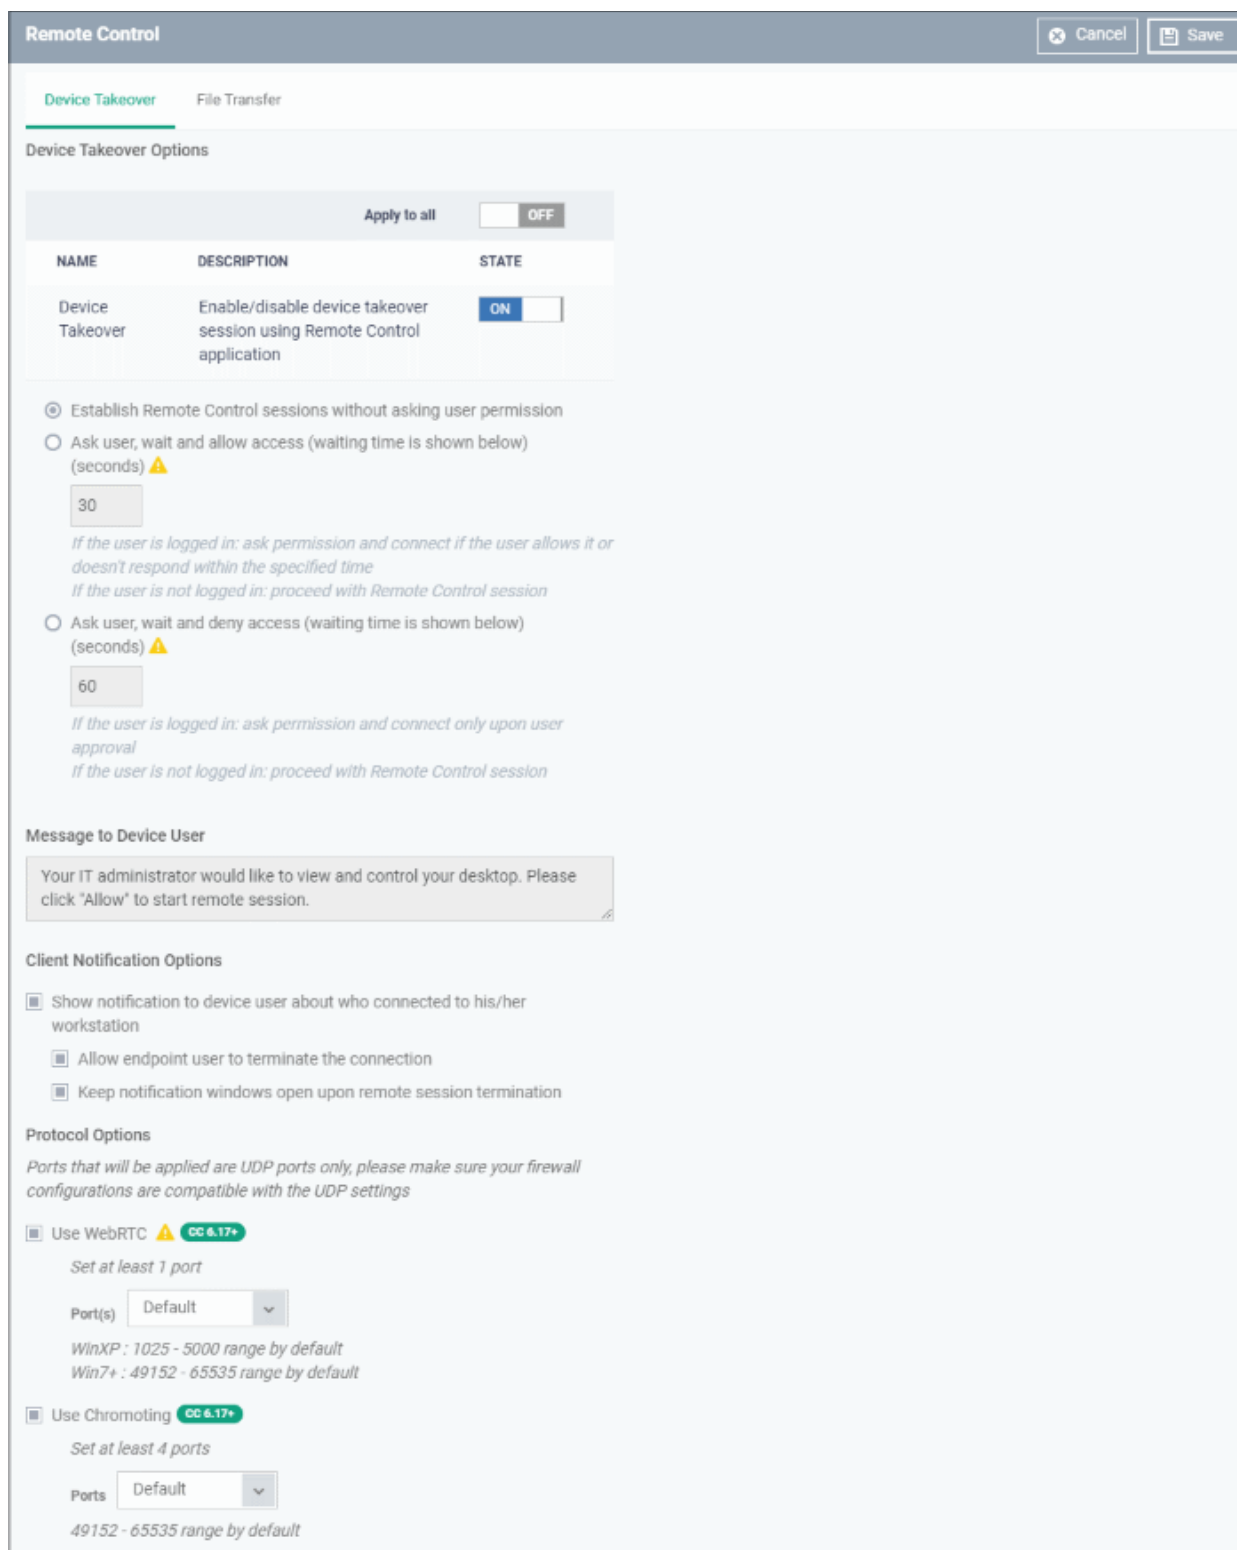 Remote Control
Cancel
Save
Device Takeover
File Transfer
Device Takeover Options
Apply to all
OFF
NAME
DESCRIPTION
STATE
Device
Takeover
Enable/disable device takeover
session using Remote Control
application
ON
Establish Remote Control sessions without asking user permission
Ask user, wait and allow access (waiting time is shown below)
(seconds)
30
If the user is logged in: ask permission and connect if the user allows it or
doesn't respond within the specified time
If the user is not logged in: proceed with Remote Control session
Ask user, wait and deny access (waiting time is shown below)
(seconds)
60
If the user is logged in: ask permission and connect only upon user
approval
If the user is not logged in: proceed with Remote Control session
Message to Device User
Your IT administrator would like to view and control your desktop. Please
click "Allow" to start remote session.
Client Notification Options
Show notification to device user about who connected to his/her
workstation
Allow endpoint user to terminate the connection
Keep notification windows open upon remote session termination
Protocol Options
Ports that will be applied are UDP ports only, please make sure your firewall
configurations are compatible with the UDP settings
Use WebRTC CC 6.17+
Set at least 1 port
Port(s) Default
WinXP : 1025 - 5000 range by default
Win7+ : 49152 - 65535 range by default
Use Chromoting CC 6.17+
Set at least 4 ports
Ports Default
49152 - 65535 range by default